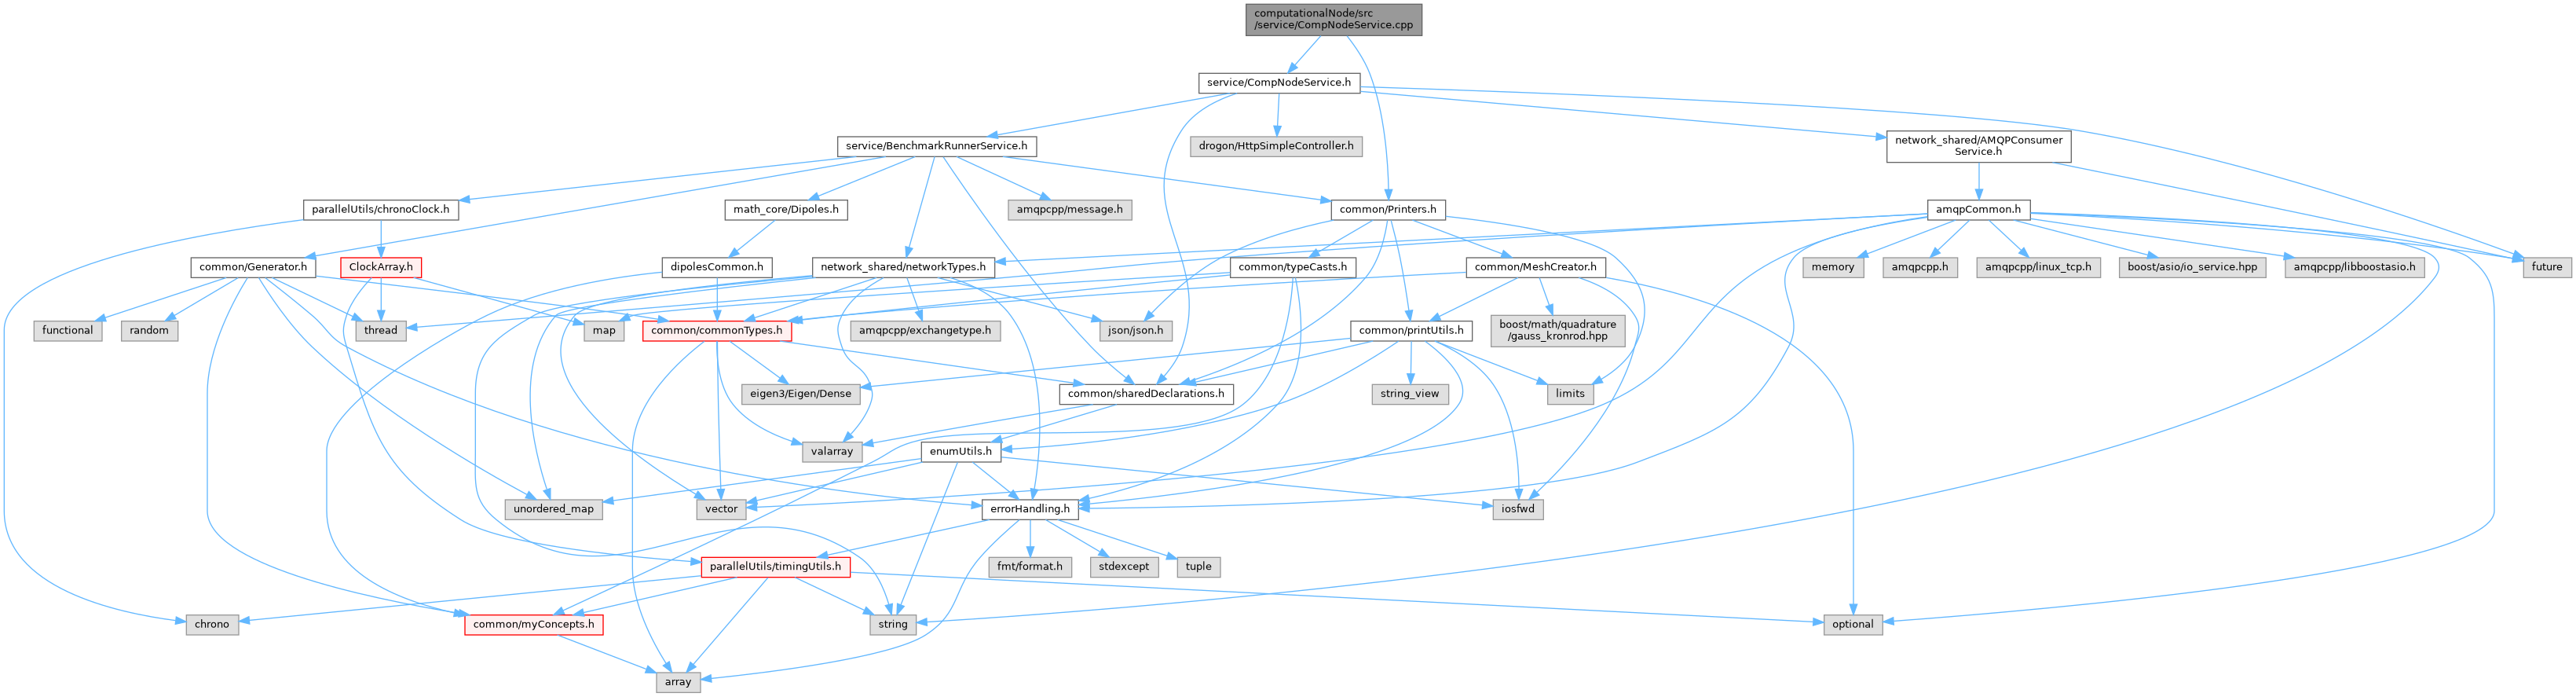 computationalNode/src
/service/CompNodeService.cpp
service/CompNodeService.h
service/BenchmarkRunnerService.h
drogon/HttpSimpleController.h
network_shared/AMQPConsumer
Service.h
parallelUtils/chronoClock.h
math_core/Dipoles.h
amqpcpp/message.h
common/Printers.h
amqpCommon.h
common/Generator.h
ClockArray.h
dipolesCommon.h
network_shared/networkTypes.h
common/typeCasts.h
common/MeshCreator.h
memory
amqpcpp.h
amqpcpp/linux_tcp.h
boost/asio/io_service.hpp
amqpcpp/libboostasio.h
future
functional
random
thread
map
common/commonTypes.h
amqpcpp/exchangetype.h
json/json.h
common/printUtils.h
boost/math/quadrature
/gauss_kronrod.hpp
eigen3/Eigen/Dense
common/sharedDeclarations.h
string_view
limits
valarray
enumUtils.h
unordered_map
vector
errorHandling.h
iosfwd
parallelUtils/timingUtils.h
fmt/format.h
stdexcept
tuple
chrono
common/myConcepts.h
string
optional
array